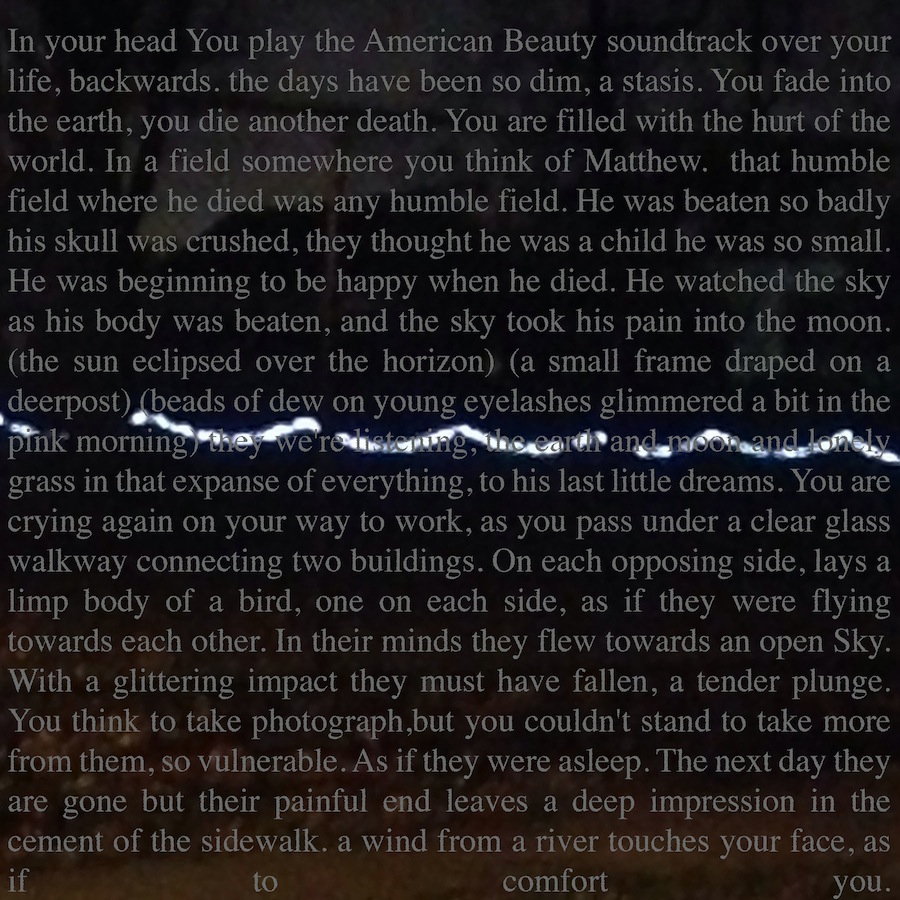 In your head You play the American Beauty soundtrack over your
life, backwards. the days have been so dim, a stasis. You fade into
the earth, you die another death. You are filled with the hurt of the
world. In a field somewhere you think of Matthew.  that humble
field where he died was any humble field. He was beaten so badly
his skull was crushed, they thought he was a child he was so small.
He was beginning to be happy when he died. He watched the sky
as his body was beaten, and the sky took his pain into the moon.
(the sun eclipsed over the horizon) (a small frame draped on a
deerpost) (beads of dew on young eyelashes glimmered a bit in the
pink morning) they we're listening, the earth and moon and lonely
grass in that expanse of everything, to his last little dreams. You are
crying again on your way to work, as you pass under a clear glass
walkway connecting two buildings. On each opposing side, lays a
limp body of a bird, one on each side, as if they were flying
towards each other. In their minds they flew towards an open Sky.
With a glittering impact they must have fallen, a tender plunge.
You think to take photograph,but you couldn't stand to take more
from them, so vulnerable. As if they were asleep. The next day they
are gone but their painful end leaves a deep impression in the
cement of the sidewalk. a wind from a river touches your face, as
if to comfort you.